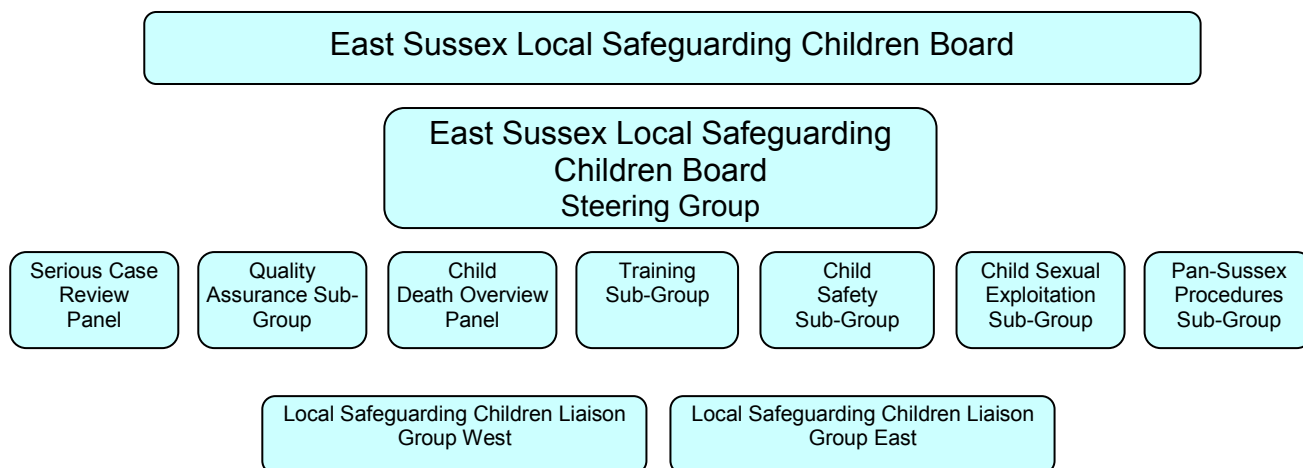 East Sussex Local Safeguarding Children Board
East Sussex Local Safeguarding
Children Board
Steering Group
Serious Case
Review
Panel
Quality
Assurance Sub-
Group
Child
Death Overview
Panel
Training
Sub-Group
Child
Safety
Sub-Group
Child Sexual
Exploitation
Sub-Group
Pan-Sussex
Procedures
Sub-Group
Local Safeguarding Children Liaison
Group West
Local Safeguarding Children Liaison
Group East